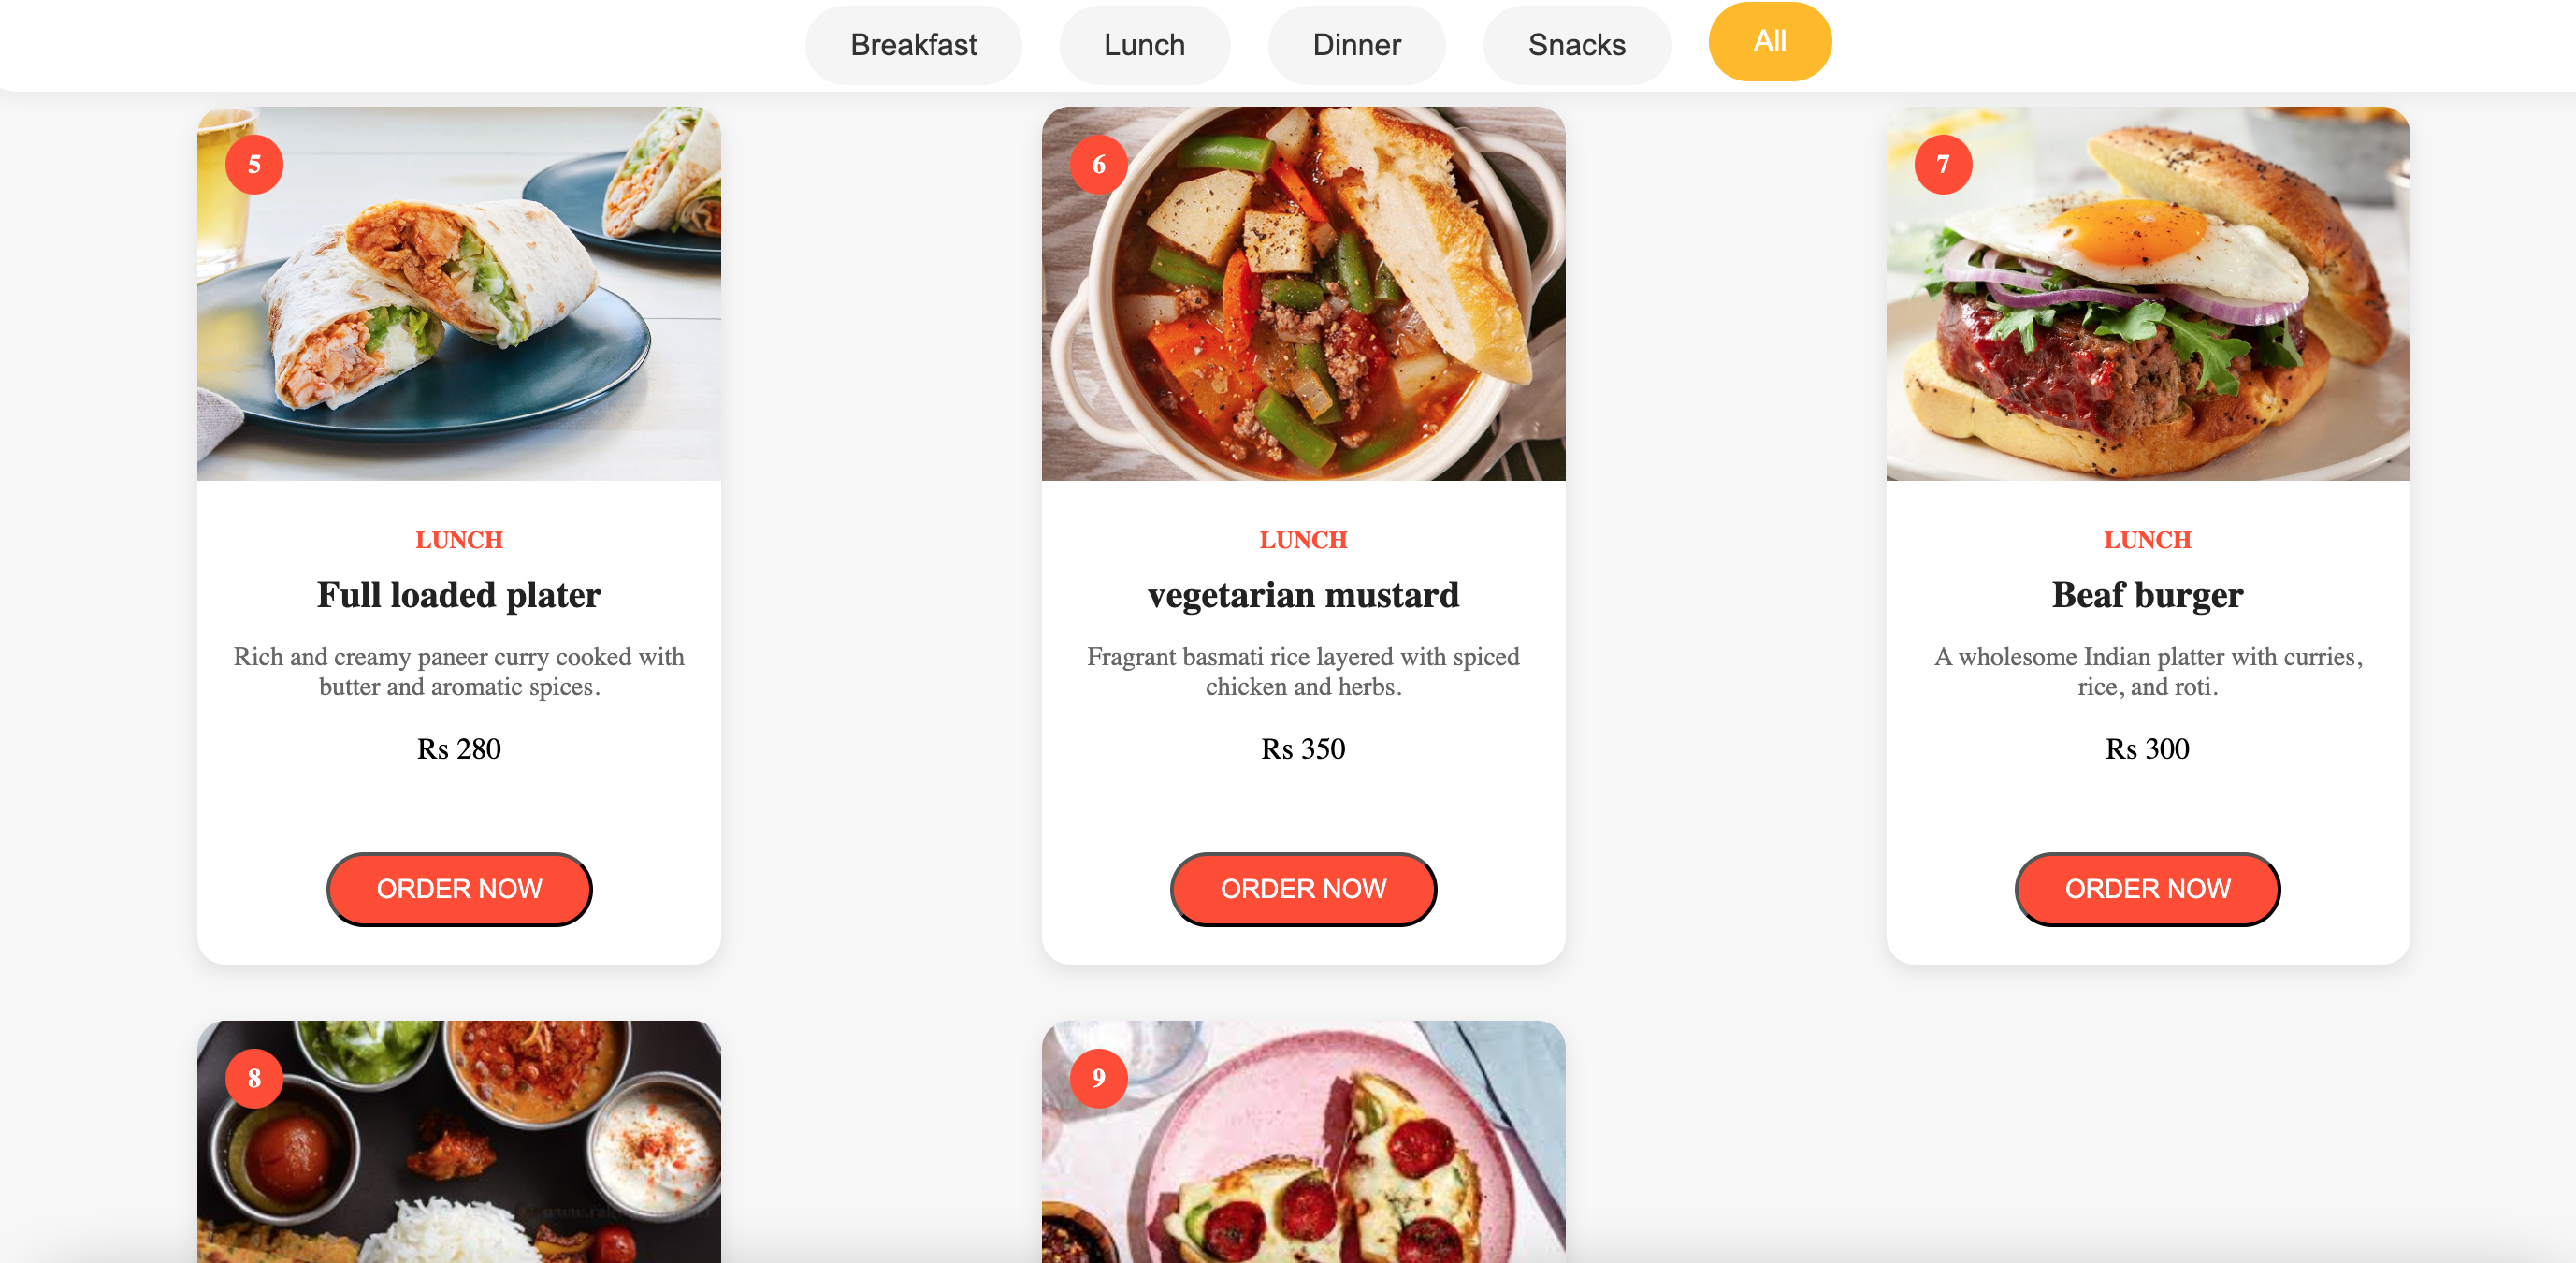 Breakfast
Lunch
Dinner
Snacks
All
5
LUNCH
Full loaded plater
Rich and creamy paneer curry cooked with
butter and aromatic spices.
Rs 280
ORDER NOW
6
LUNCH
vegetarian mustard
Fragrant basmati rice layered with spiced
chicken and herbs.
Rs 350
ORDER NOW
7
LUNCH
Beaf burger
A wholesome Indian platter with curries,
rice, and roti.
Rs 300
ORDER NOW
8
9